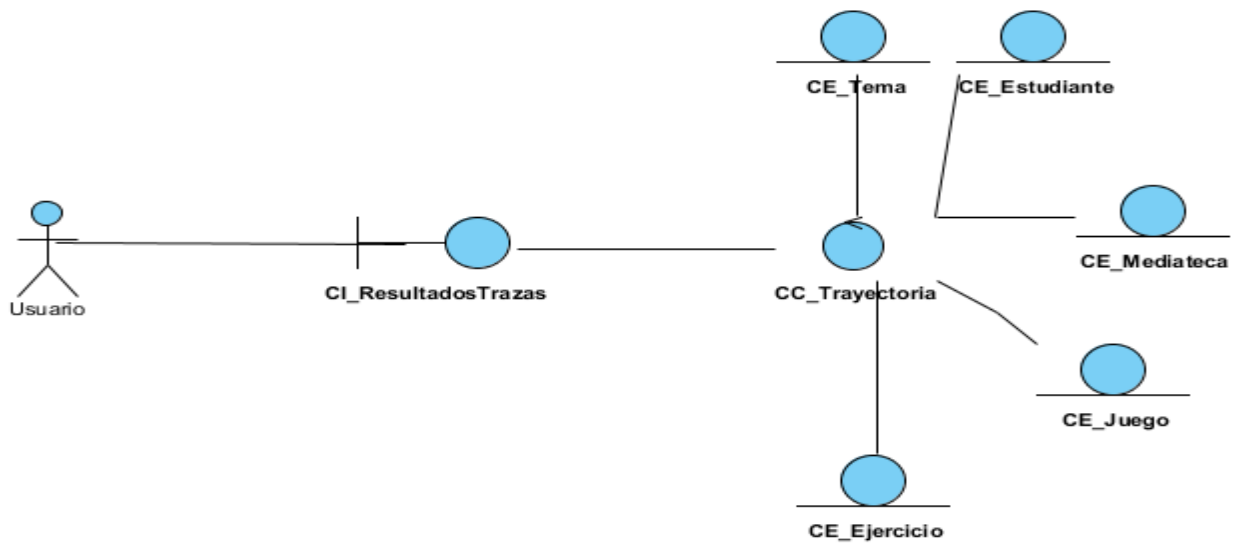 CE_Tema
CE_Estudiante
CE_Mediateca
Usuario
CI_ResultadosTrazas
CC_Trayectoria
CE_Juego
CE_Ejercicio